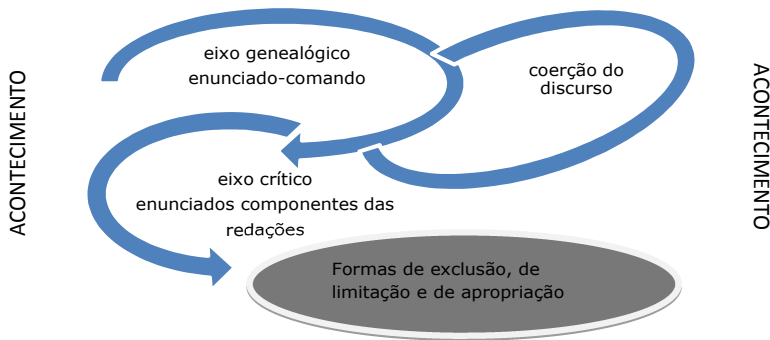 ACONTECIMENTO
eixo genealógico
enunciado-comando
coerção do
discurso
ACONTECIMENTO
eixo crítico
enunciados componentes das
redações
Formas de exclusão, de
limitação e de apropriação